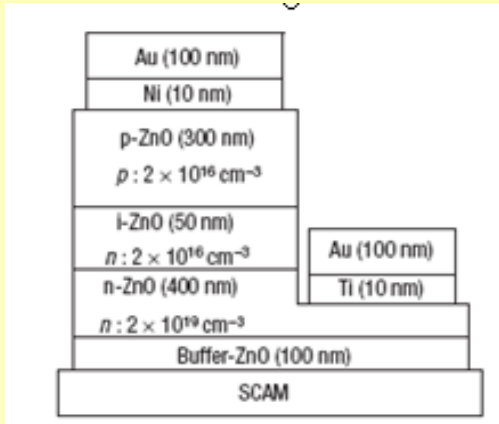 Au (100 nm)
Ni (10 nm)
p-ZnO (300 nm)
p : 2 × 10¹⁶ cm⁻³
i-ZnO (50 nm)
n : 2 × 10¹⁶ cm⁻³
n-ZnO (400 nm)
n : 2 × 10¹⁹ cm⁻³
Au (100 nm)
Ti (10 nm)
Buffer-ZnO (100 nm)
SCAM